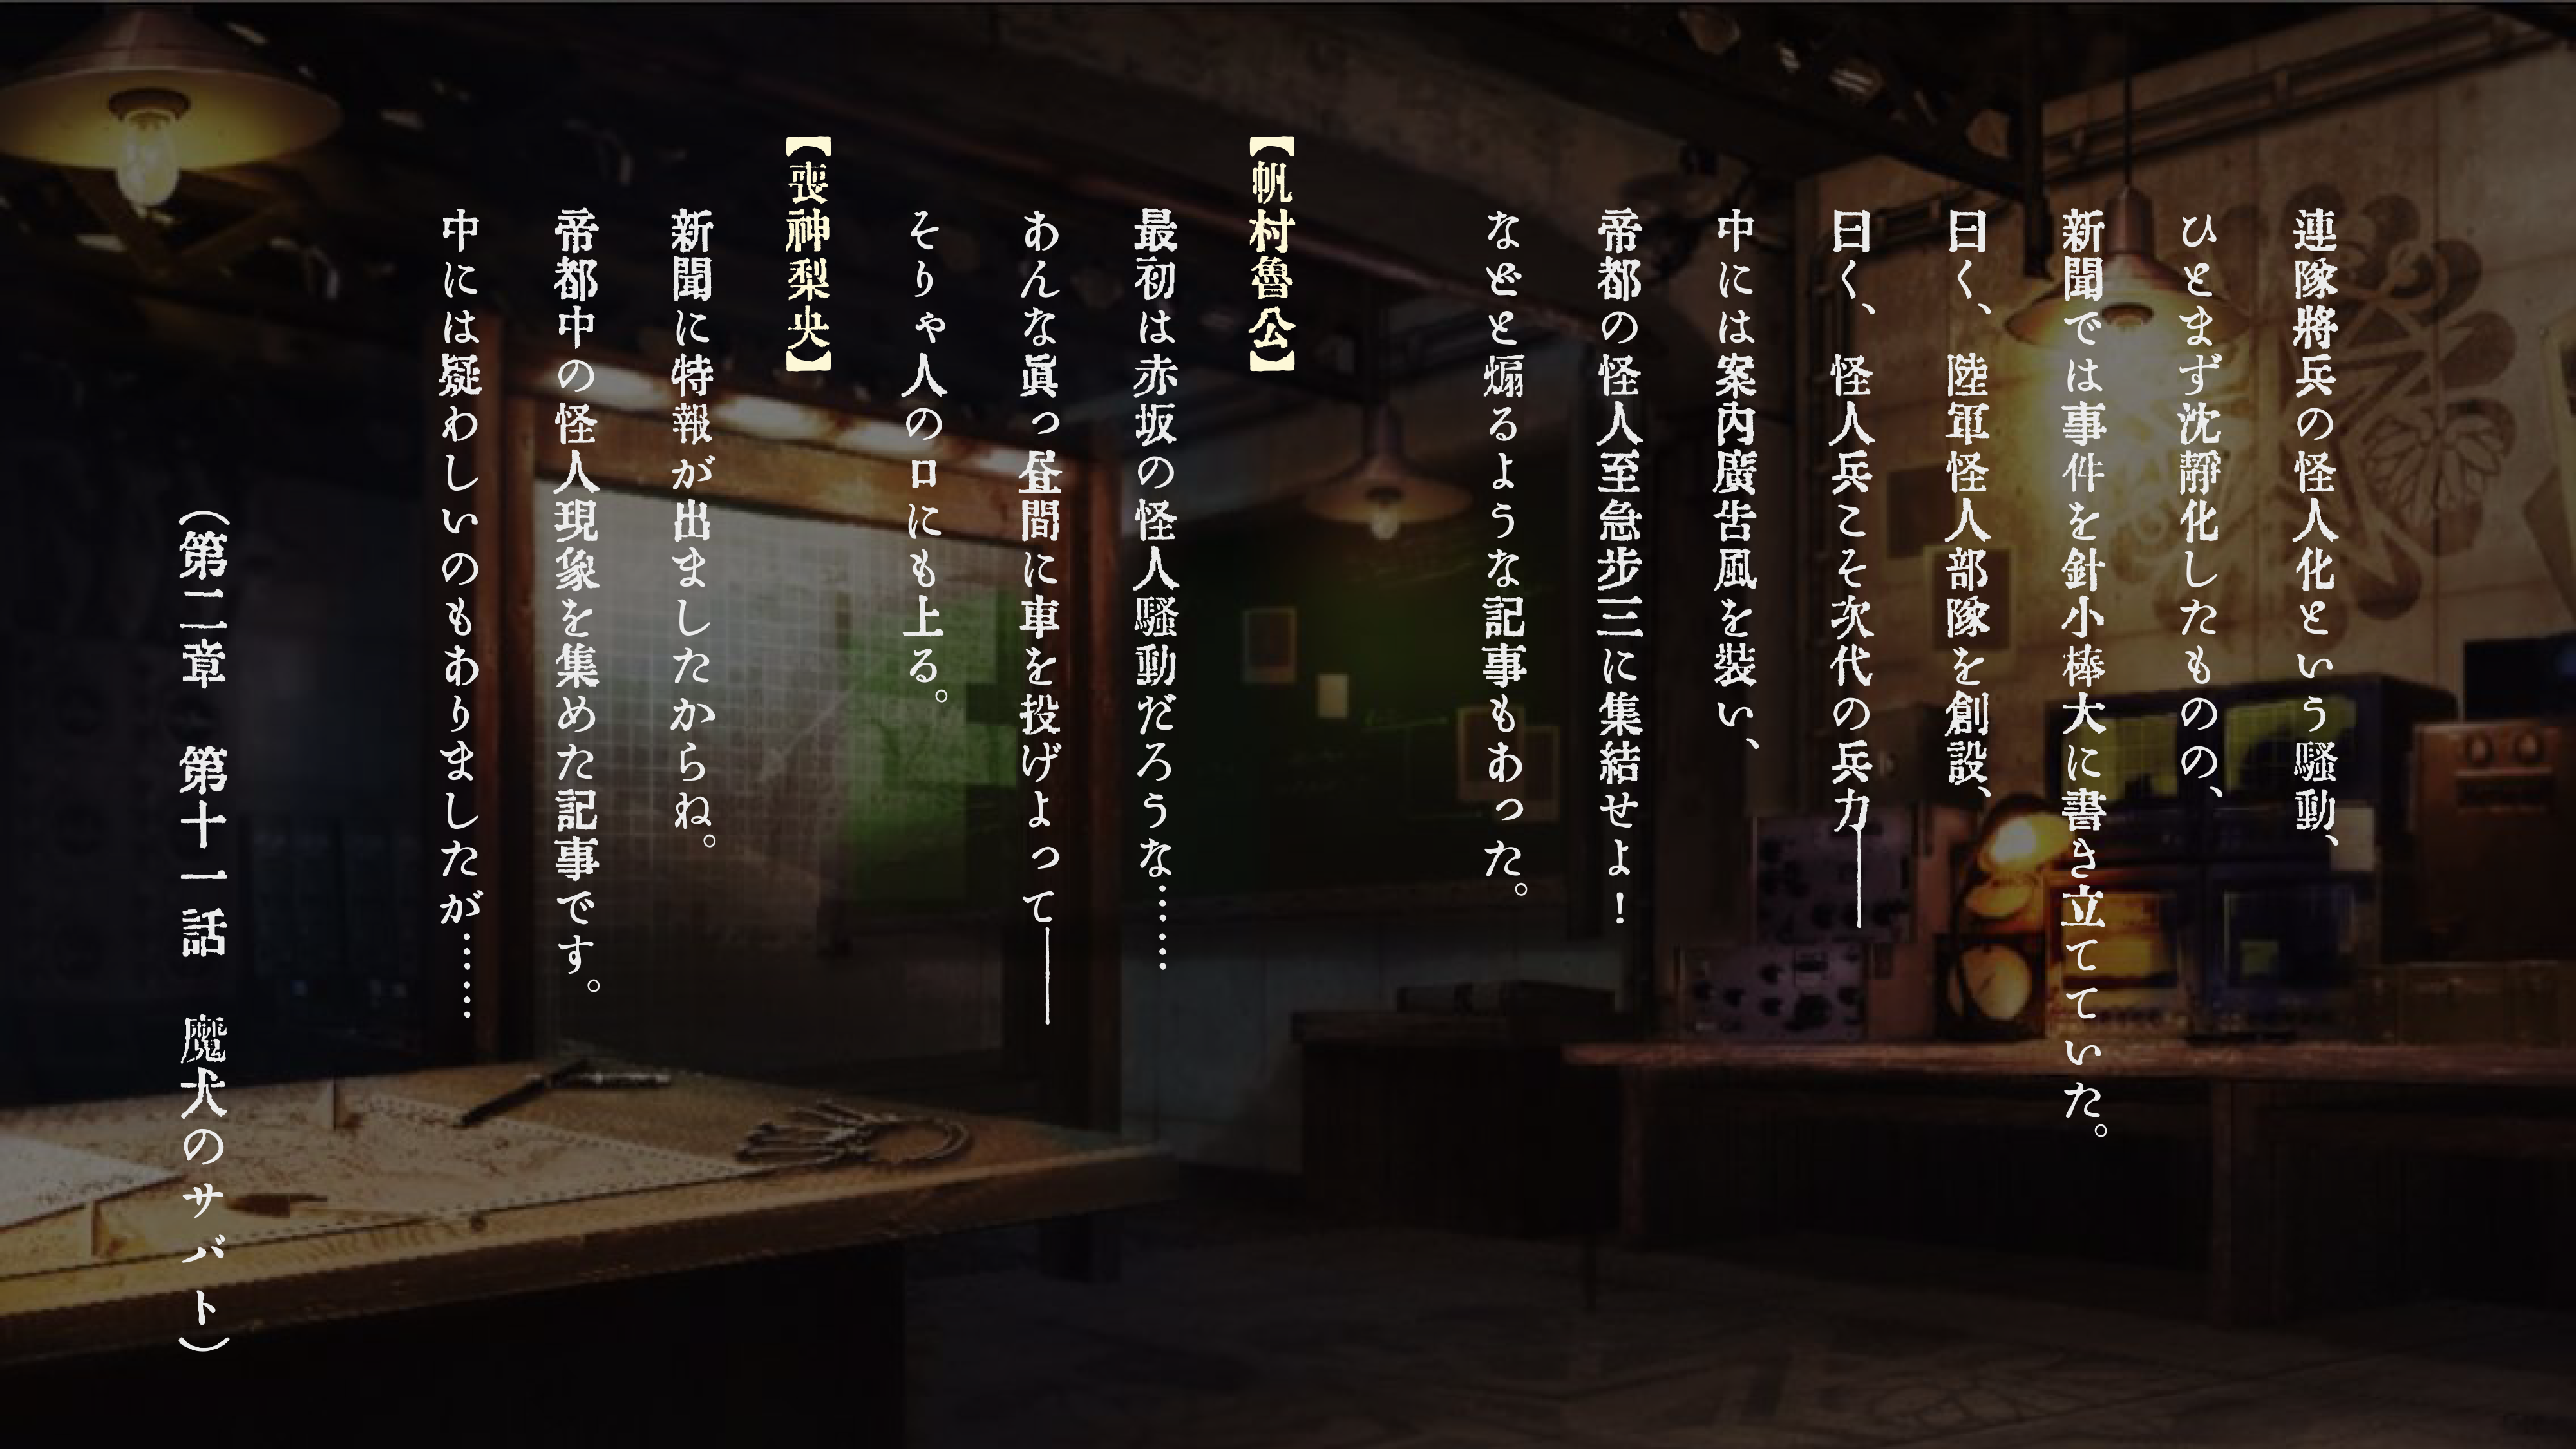 連隊將兵の怪人化という騒動、
ひとまず沈靜化したものの、
新聞では事件を針小棒大に書き立てていた。
曰く、陸軍怪人部隊を創設、
曰く、怪人兵こそ次代の兵力――
中には案內廣告風を裝い、
帝都の怪人至急步三に集結せよ！
などと煽るような記事もあった。
【帆村魯公】
最初は赤坂の怪人騒動だろうな……
あんな眞っ昼間に車を投げよって――
そりゃ人の口にも上る。
【喪神梨央】
新聞に特報が出ましたからね。
帝都中の怪人現象を集めた記事です。
中には疑わしいのもありましたが……
（第二章　第十一話　魔犬のサバト）